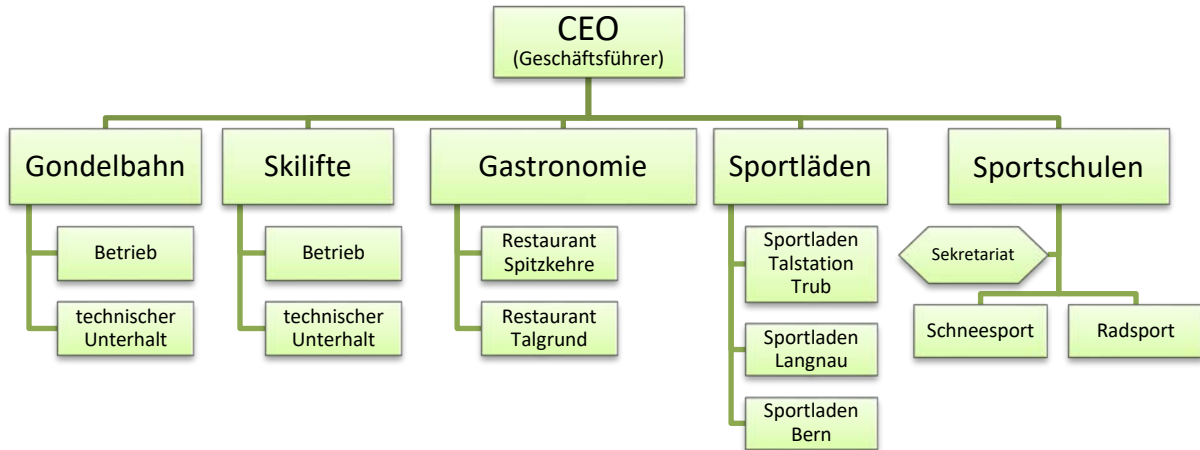 CEO
(Geschäftsführer)
Gondelbahn
Skilifte
Gastronomie
Sportläden
Sportschulen
Betrieb
technischer
Unterhalt
Betrieb
technischer
Unterhalt
Restaurant
Spitzkehre
Restaurant
Talgrund
Sportladen
Talstation
Trub
Sportladen
Langnau
Sportladen
Bern
Sekretariat
Schneesport
Radsport